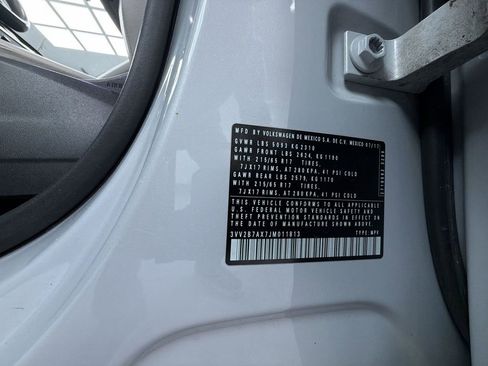 MFD. BY VOLKSWAGEN DE MEXICO S.A. DE C.V. MEXICO 07/17
GVWR LBS 5093 KG 2310
GAWR FRONT LBS 2624, KG 1190
WITH 215/65 R17 TIRES,
7JX17 RIMS, AT 280 KPA, 41 PSI COLD
GAWR REAR LBS 2579, KG 1170
WITH 215/65 R17 TIRES,
7JX17 RIMS, AT 280 KPA, 41 PSI COLD
THIS VEHICLE CONFORMS TO ALL APPLICABLE
U.S. FEDERAL MOTOR VEHICLE SAFETY AND
THEFT PREVENTION STANDARDS IN EFFECT ON
THE DATE OF MANUFACTURE SHOWN ABOVE.
3VV2B7AX7JM011013 TYPE: MPV